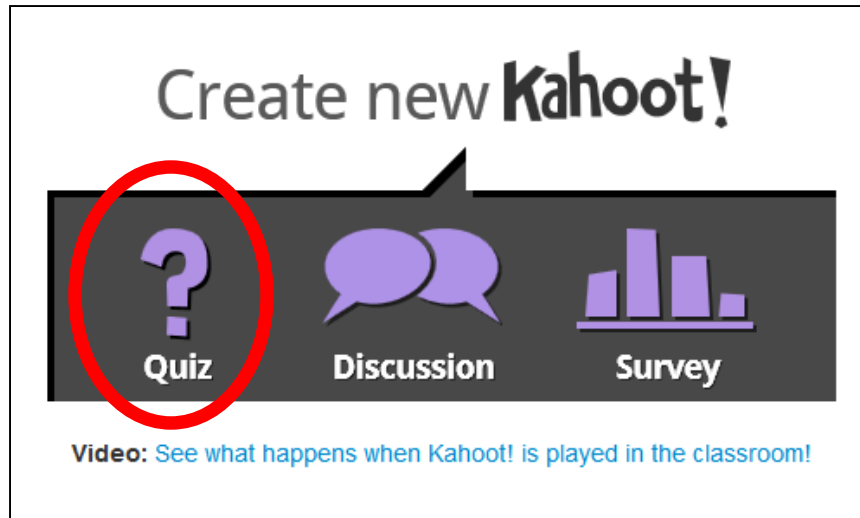 Create new Kahoot!
Quiz Discussion Survey
Video: See what happens when Kahoot! is played in the classroom!